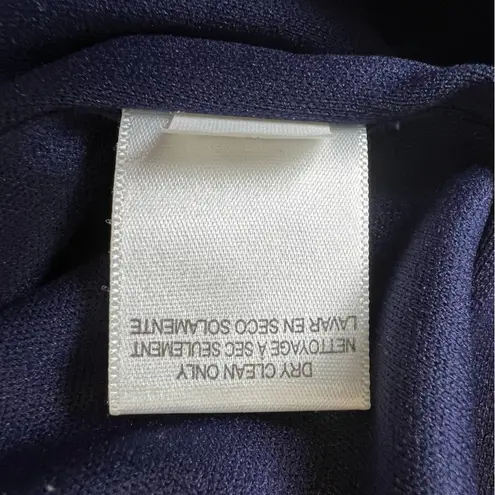 DRY CLEAN ONLY
NETTOYAGE À SEC SEULEMENT
LAVAR EN SECO SOLAMENTE